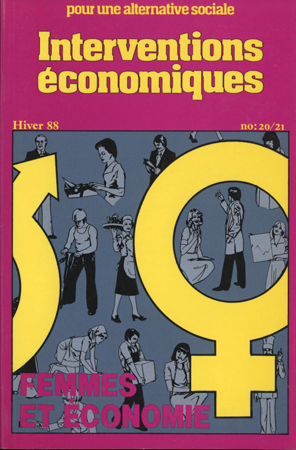 pour une alternative sociale
Interventions
économiques
Hiver 88 no: 20/21
FEMMES
ET ÉCONOMIE